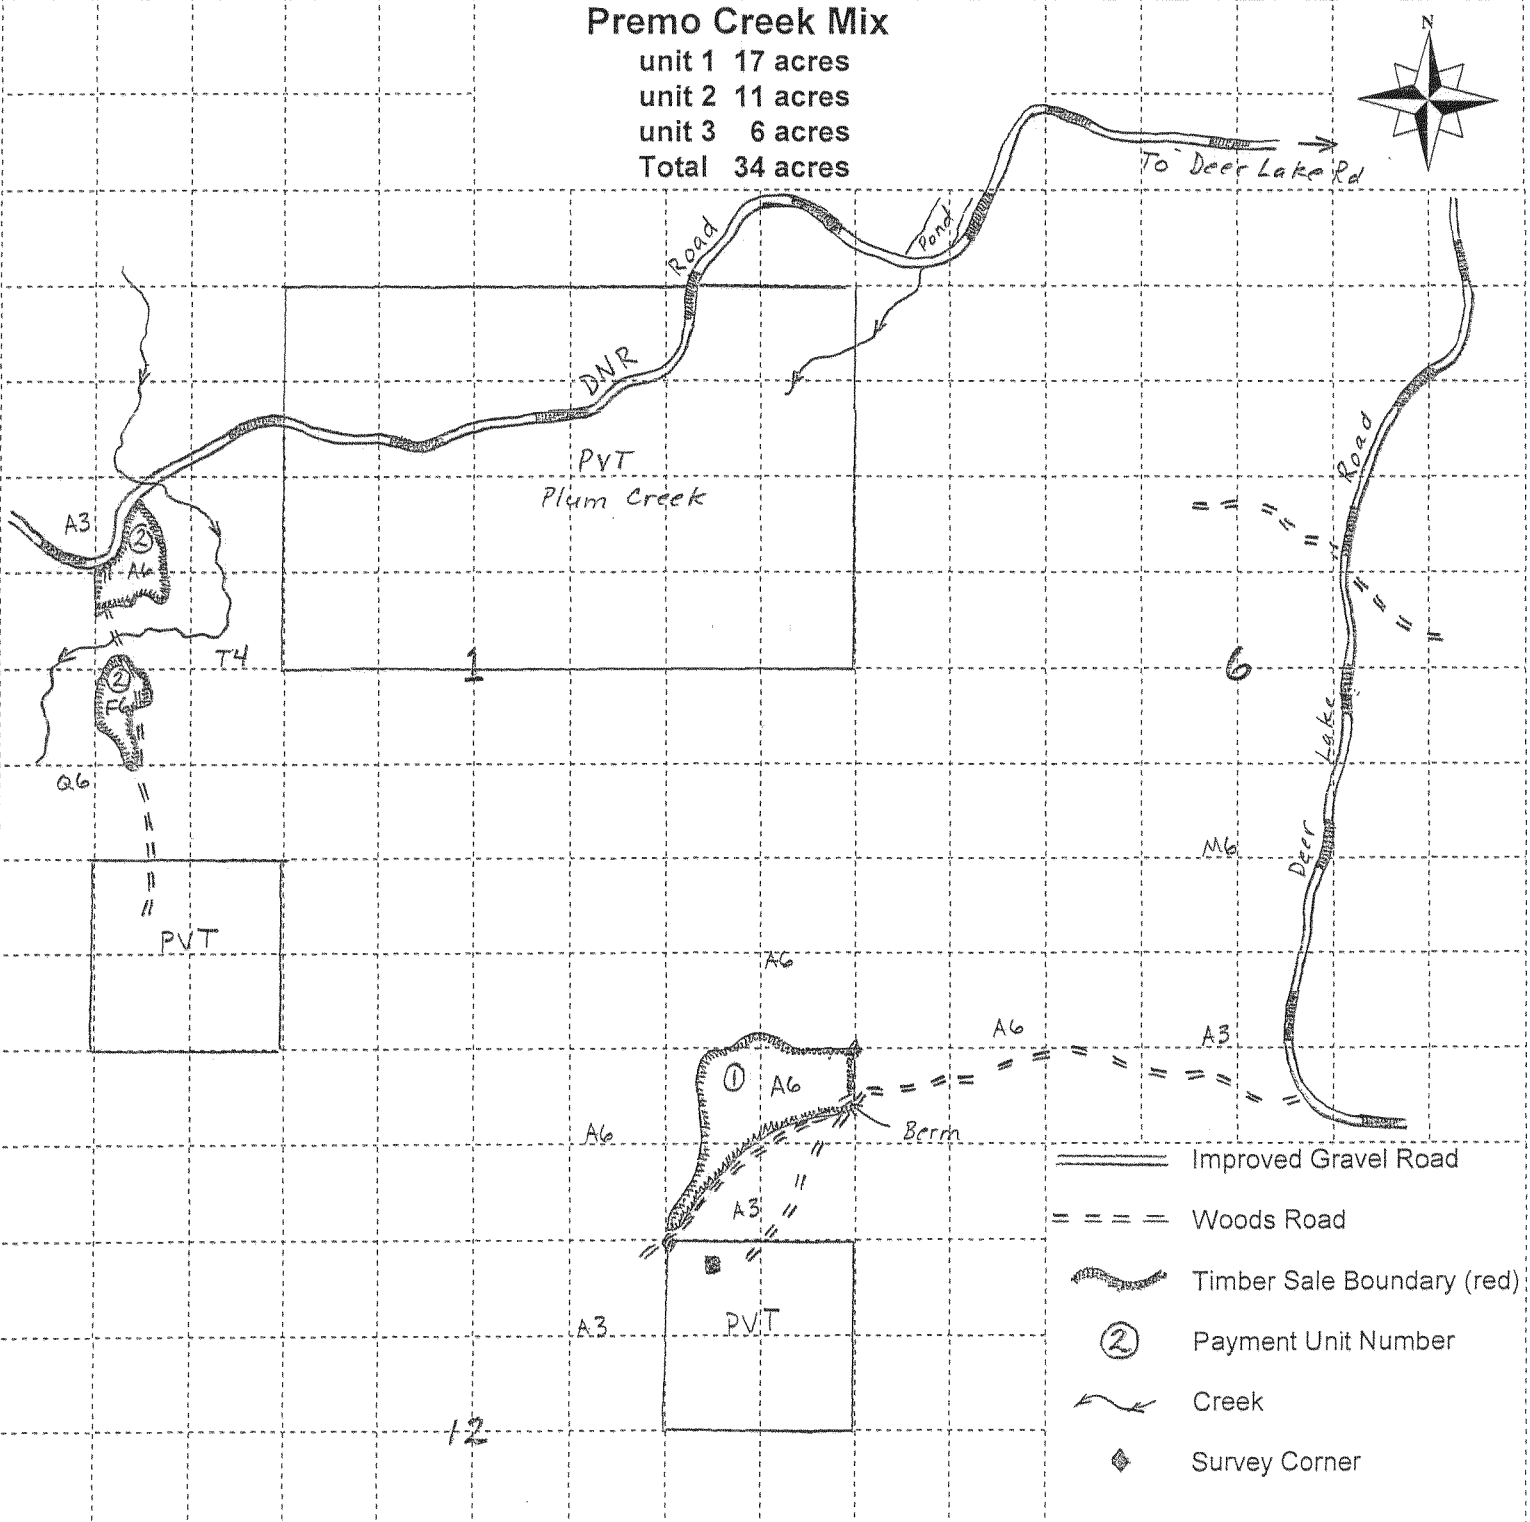 Premo Creek Mix
unit 1 17 acres
unit 2 11 acres
unit 3 6 acres
Total 34 acres
N
To Deer Lake Rd
Pond
Road
DNR
PVT
Plum Creek
Road
A3
2
A6
T4
1
6
2
F6
Lake
Q6
M6
Deer
PVT
A6
A6
A3
1
A6
A6
Berm
A3
PVT
A3
12
Improved Gravel Road
Woods Road
Timber Sale Boundary (red)
2 Payment Unit Number
Creek
Survey Corner